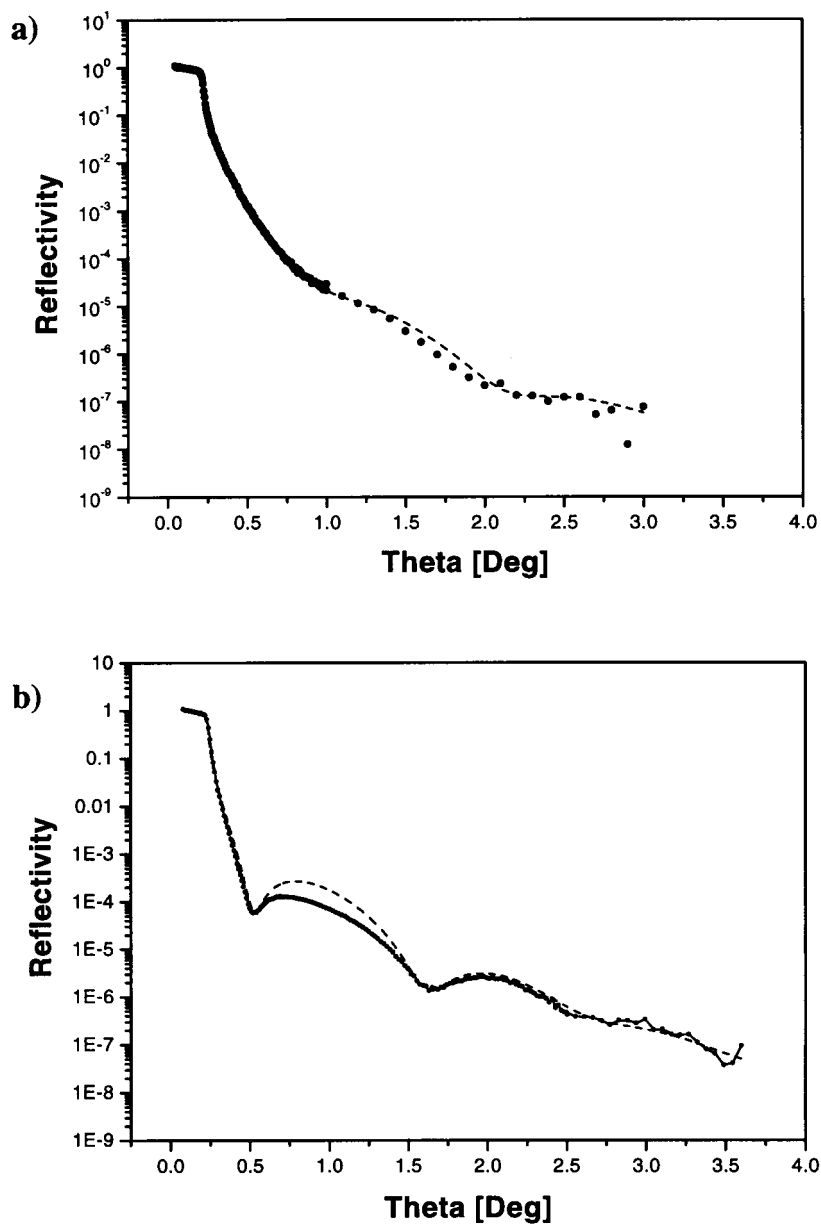 a)
10¹
10⁰
10⁻¹
10⁻²
10⁻³
10⁻⁴
10⁻⁵
10⁻⁶
10⁻⁷
10⁻⁸
10⁻⁹
Reflectivity
0.0 0.5 1.0 1.5 2.0 2.5 3.0 3.5 4.0
Theta [Deg]
b)
10
1
0.1
0.01
1E-3
1E-4
1E-5
1E-6
1E-7
1E-8
1E-9
Reflectivity
0.0 0.5 1.0 1.5 2.0 2.5 3.0 3.5 4.0
Theta [Deg]